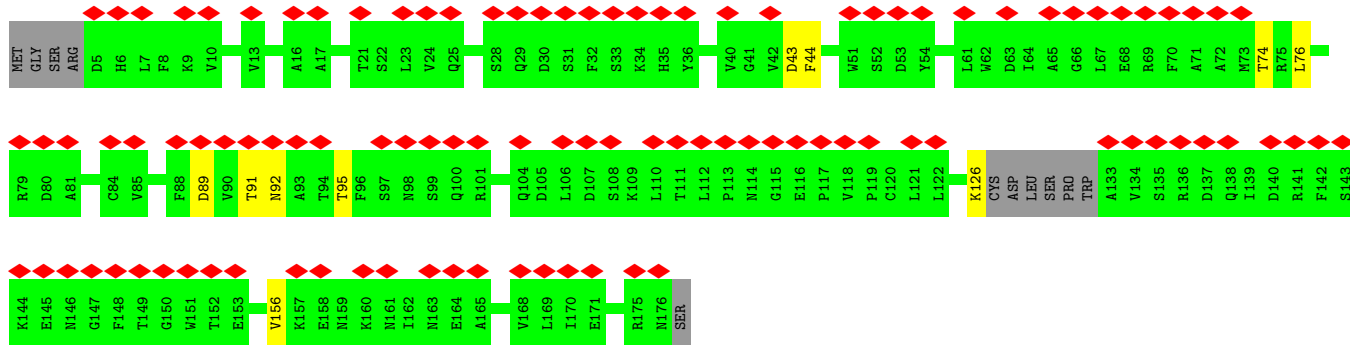 MET GLY SER ARG D5 H6 L7 F8 K9 V10 V13 A16 A17 T21 S22 L23 V24 Q25 S28 Q29 D30 S31 F32 S33 K34 H35 Y36 V40 G41 V42 D43 F44 W51 S52 D53 Y54 L61 W62 D63 I64 A65 G66 L67 E68 R69 F70 A71 A72 M73 T74 R75 L76
R79 D80 A81 C84 V85 F88 D89 V90 T91 N92 A93 T94 T95 F96 S97 N98 S99 Q100 R101 Q104 D105 L106 D107 S108 K109 L110 T111 L112 P113 N114 G115 E116 P117 V118 P119 C120 L121 L122 K126 CYS ASP LEU SER PRO TRP A133 V134 S135 R136 D137 Q138 I139 D140 R141 F142 S143
K144 E145 N146 G147 F148 T149 G150 W151 T152 E153 V156 K157 E158 N159 K160 N161 I162 N163 E164 A165 V168 L169 I170 E171 R175 N176 SER